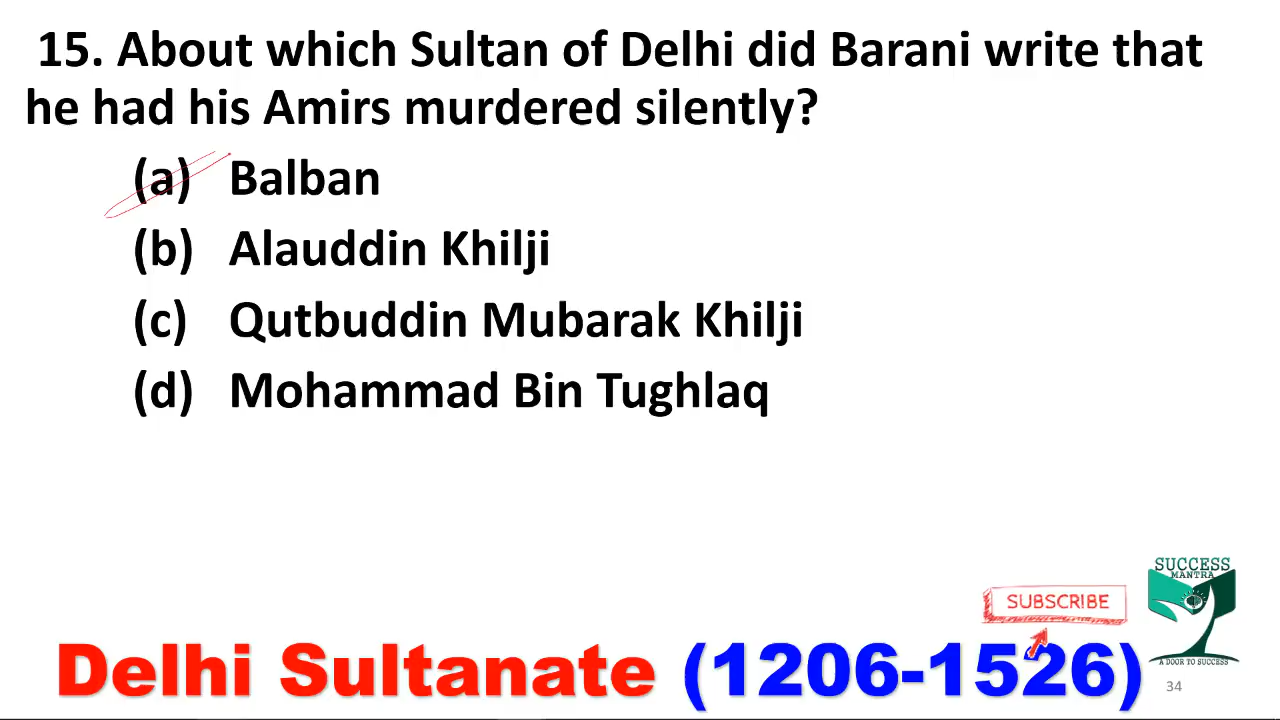 15. About which Sultan of Delhi did Barani write that
he had his Amirs murdered silently?
(a) Balban
(b) Alauddin Khilji
(c) Qutbuddin Mubarak Khilji
(d) Mohammad Bin Tughlaq
SUCCESS
MANTRA
A DOOR TO SUCCESS
SUBSCRIBE
Delhi Sultanate (1206-1526)
34